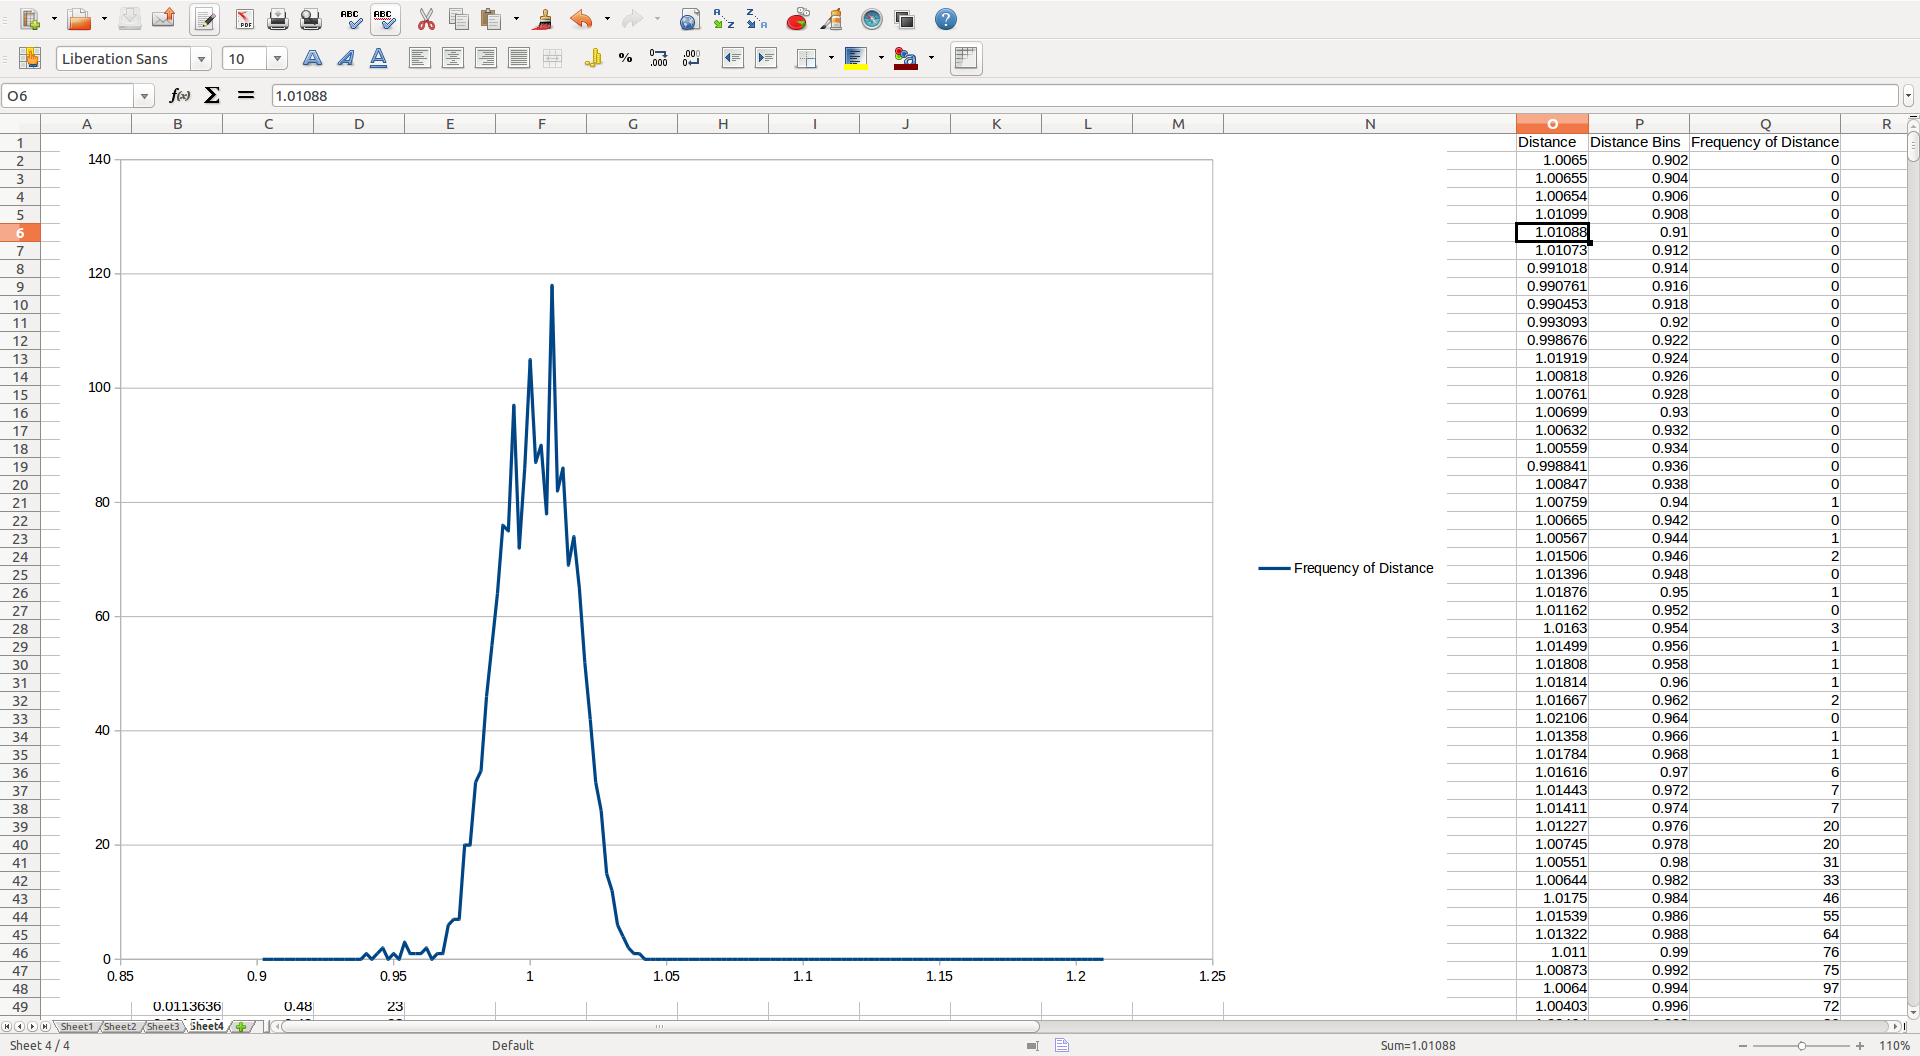 Liberation Sans 10
O6 1.01088
A B C D E F G H I J K L M N O P Q R
1 Distance Distance Bins Frequency of Distance
2 1.0065 0.902 0
3 1.00655 0.904 0
4 1.00654 0.906 0
5 1.01099 0.908 0
6 1.01088 0.91 0
7 1.01073 0.912 0
8 0.991018 0.914 0
9 0.990761 0.916 0
10 0.990453 0.918 0
11 0.993093 0.92 0
12 0.998676 0.922 0
13 1.01919 0.924 0
14 1.00818 0.926 0
15 1.00761 0.928 0
16 1.00699 0.93 0
17 1.00632 0.932 0
18 1.00559 0.934 0
19 0.998841 0.936 0
20 1.00847 0.938 0
21 1.00759 0.94 1
22 1.00665 0.942 0
23 1.00567 0.944 1
24 1.01506 0.946 2
25 1.01396 0.948 0
26 1.01876 0.95 1
27 1.01162 0.952 0
28 1.0163 0.954 3
29 1.01499 0.956 1
30 1.01808 0.958 1
31 1.01814 0.96 1
32 1.01667 0.962 2
33 1.02106 0.964 0
34 1.01358 0.966 1
35 1.01784 0.968 1
36 1.01616 0.97 6
37 1.01443 0.972 7
38 1.01411 0.974 7
39 1.01227 0.976 20
40 1.00745 0.978 20
41 1.00551 0.98 31
42 1.00644 0.982 33
43 1.0175 0.984 46
44 1.01539 0.986 55
45 1.01322 0.988 64
46 1.011 0.99 76
47 1.00873 0.992 75
48 1.0064 0.994 97
49 0.0113636 0.48 23 1.00403 0.996 72
140
120
100
80
60
40
20
0
0.85 0.9 0.95 1 1.05 1.1 1.15 1.2 1.25
Frequency of Distance
Sheet1 Sheet2 Sheet3 Sheet4
Sheet 4 / 4 Default Sum=1.01088 110%